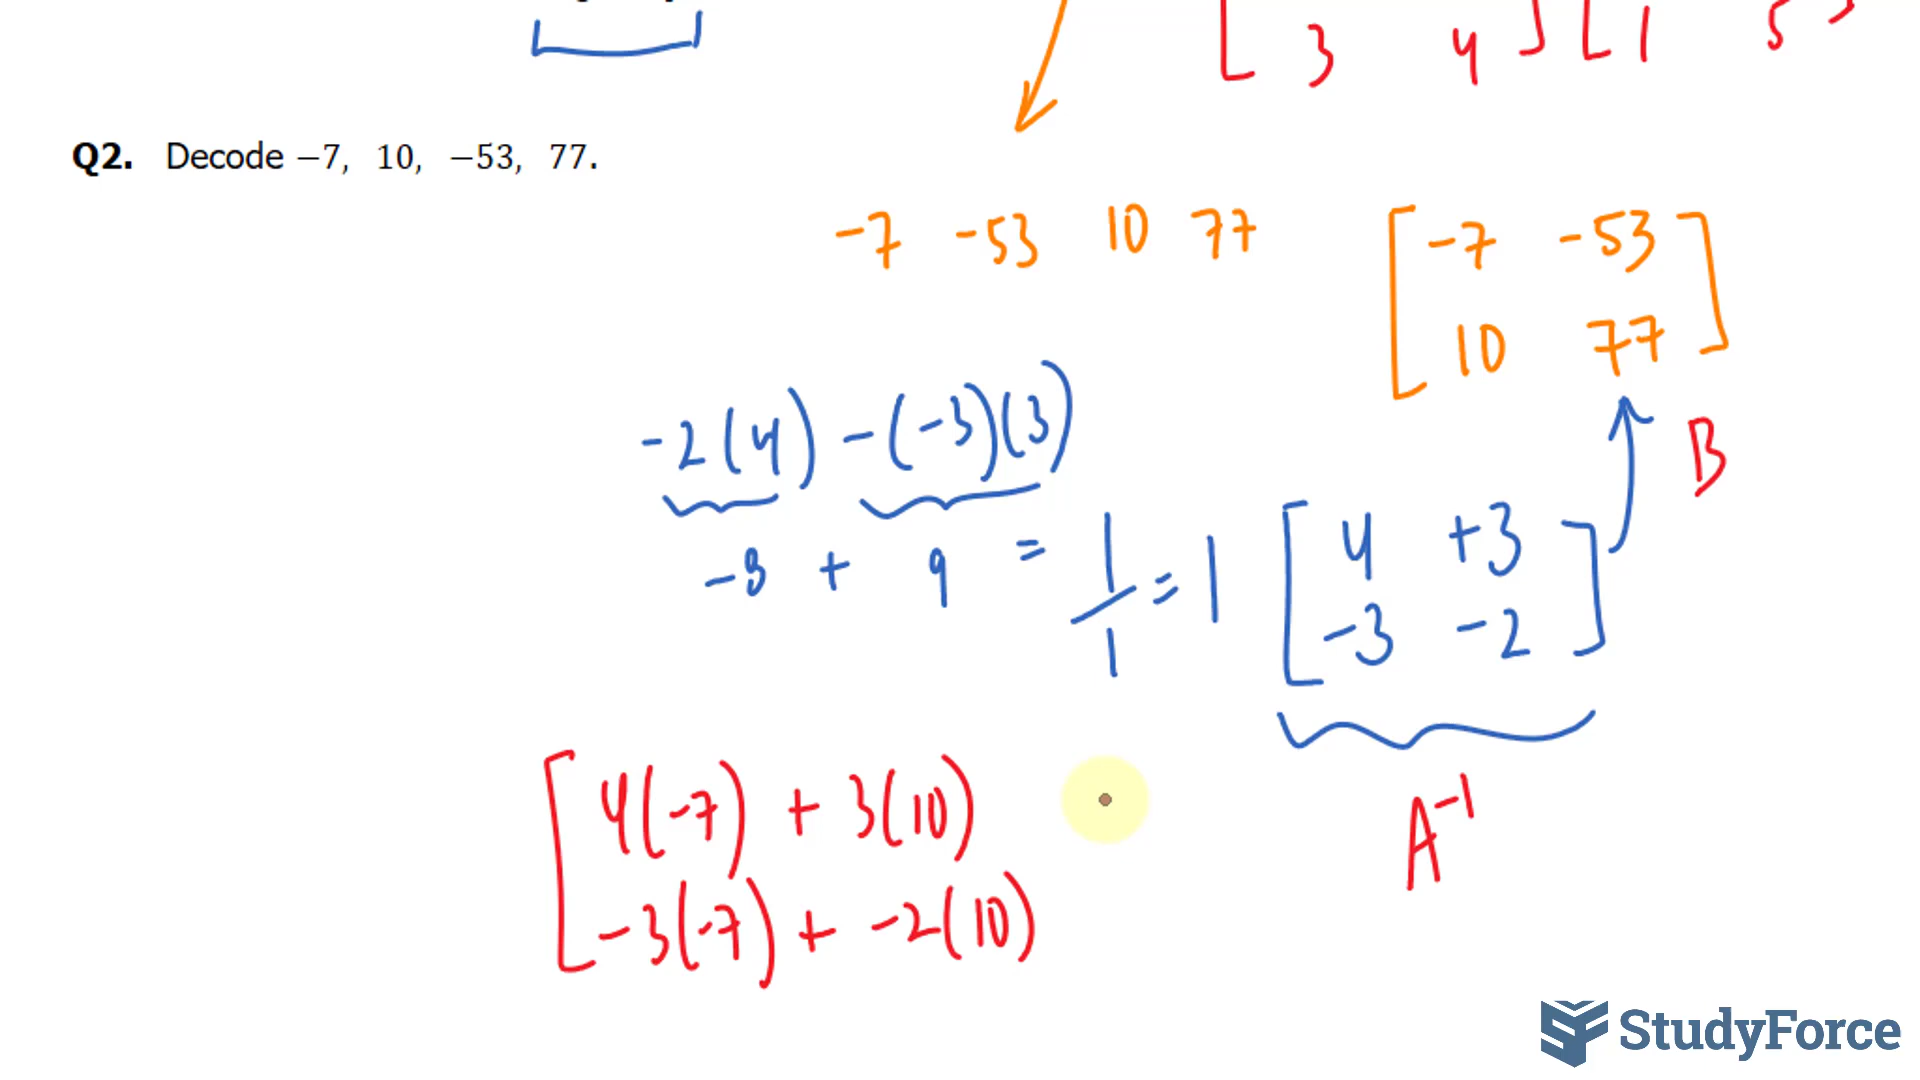 [ 3 4 ] [ 1 5
Q2. Decode −7, 10, −53, 77.
-7 -53 10 77
[ -7 -53
10 77 ]
B
-2(4) - (-3)(3)
-8 + 9 = 1/1 = 1
[ 4 +3
-3 -2 ]
A⁻¹
[ 4(-7) + 3(10)
-3(-7) + -2(10)
StudyForce